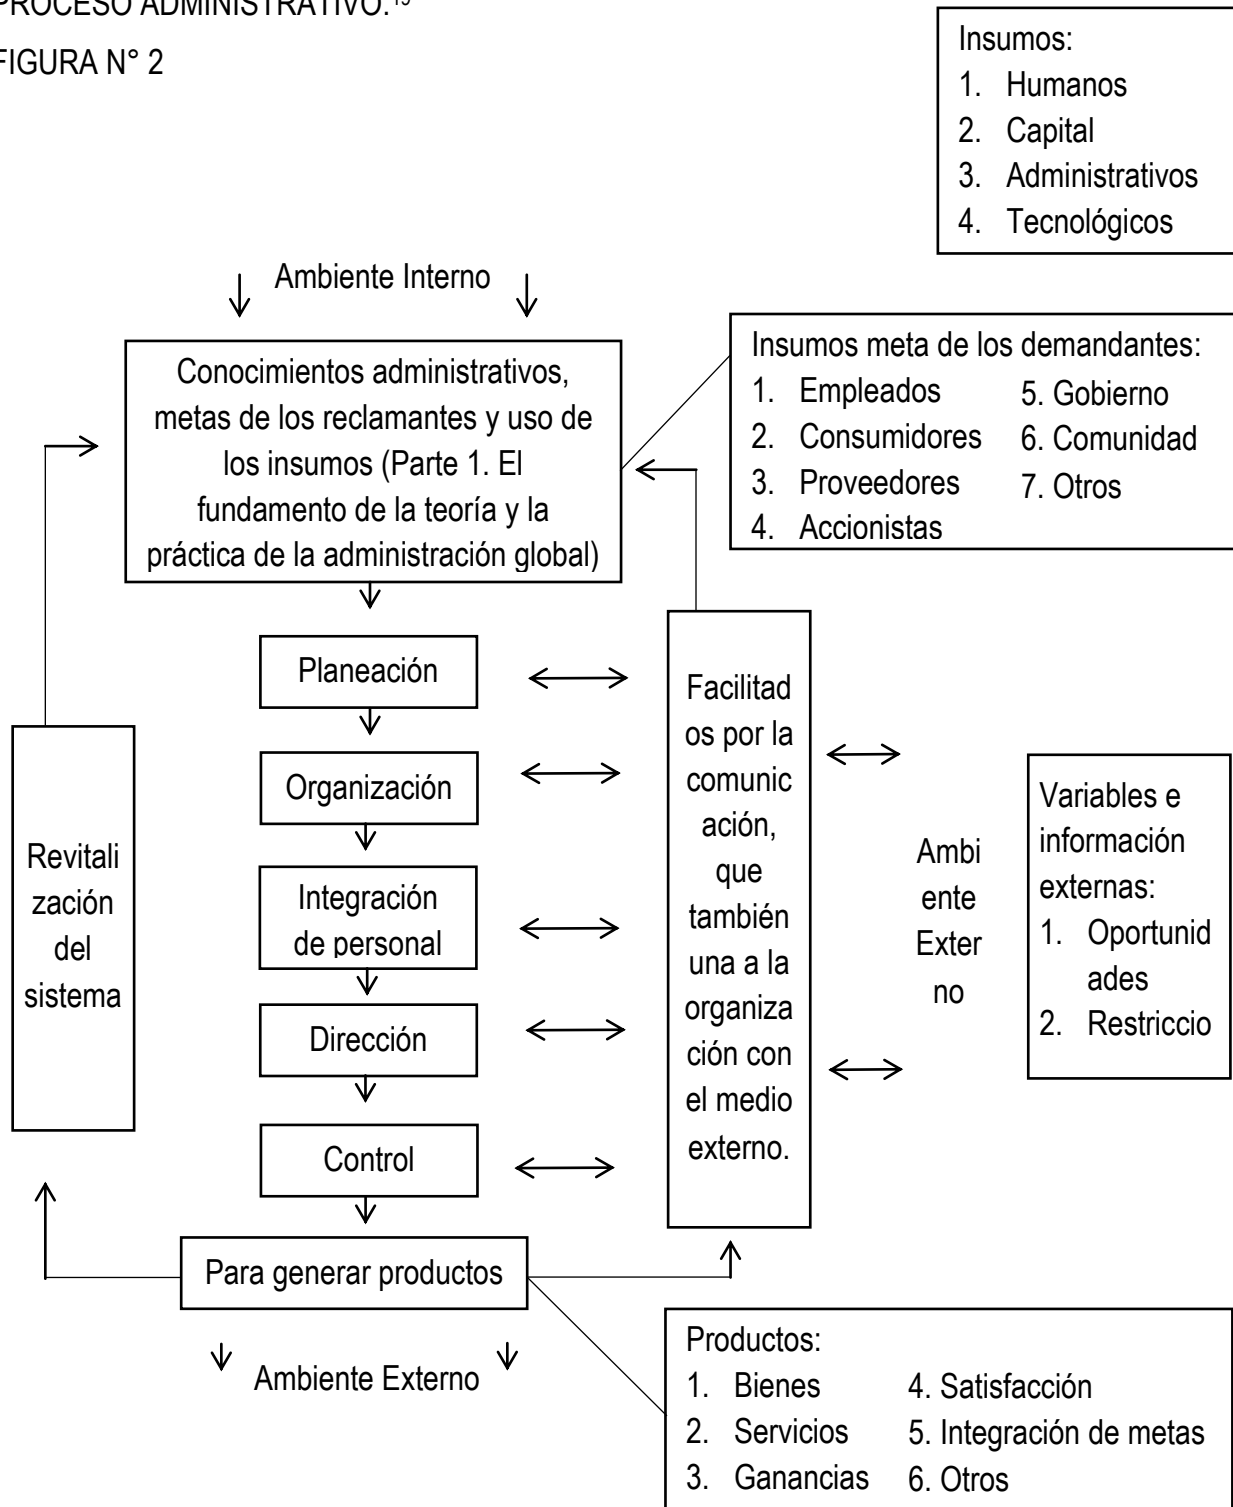 PROCESO ADMINISTRATIVO.¹⁹
FIGURA N° 2
Insumos:
1. Humanos
2. Capital
3. Administrativos
4. Tecnológicos
Ambiente Interno
Conocimientos administrativos,
metas de los reclamantes y uso de
los insumos (Parte 1. El
fundamento de la teoría y la
práctica de la administración global)
Insumos meta de los demandantes:
1. Empleados
2. Consumidores
3. Proveedores
4. Accionistas
5. Gobierno
6. Comunidad
7. Otros
Planeación
Organización
Integración
de personal
Dirección
Control
Para generar productos
Revitali
zación
del
sistema
Facilitad
os por la
comunic
ación,
que
también
una a la
organiza
ción con
el medio
externo.
Ambi
ente
Exter
no
Variables e
información
externas:
1. Oportunid
ades
2. Restriccio
Ambiente Externo
Productos:
1. Bienes
2. Servicios
3. Ganancias
4. Satisfacción
5. Integración de metas
6. Otros